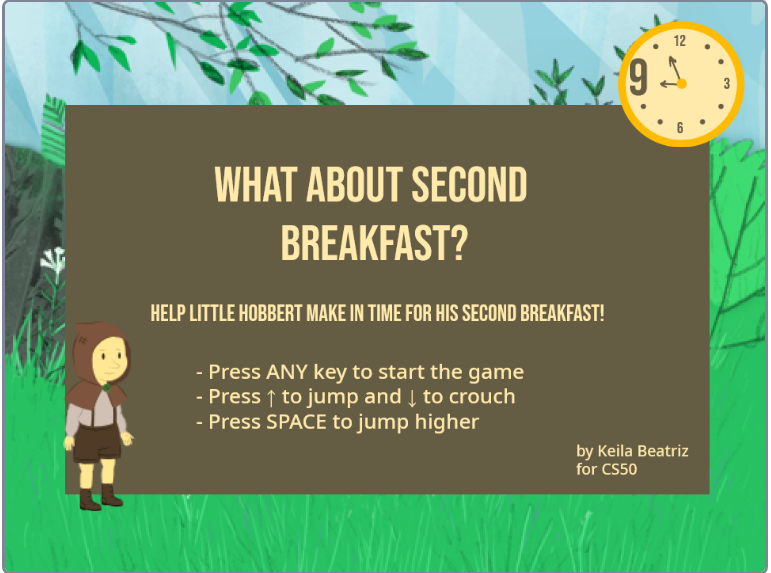 12
9
3
6
WHAT ABOUT SECOND
BREAKFAST?
HELP LITTLE HOBBERT MAKE IN TIME FOR HIS SECOND BREAKFAST!
- Press ANY key to start the game
- Press ↑ to jump and ↓ to crouch
- Press SPACE to jump higher
by Keila Beatriz
for CS50